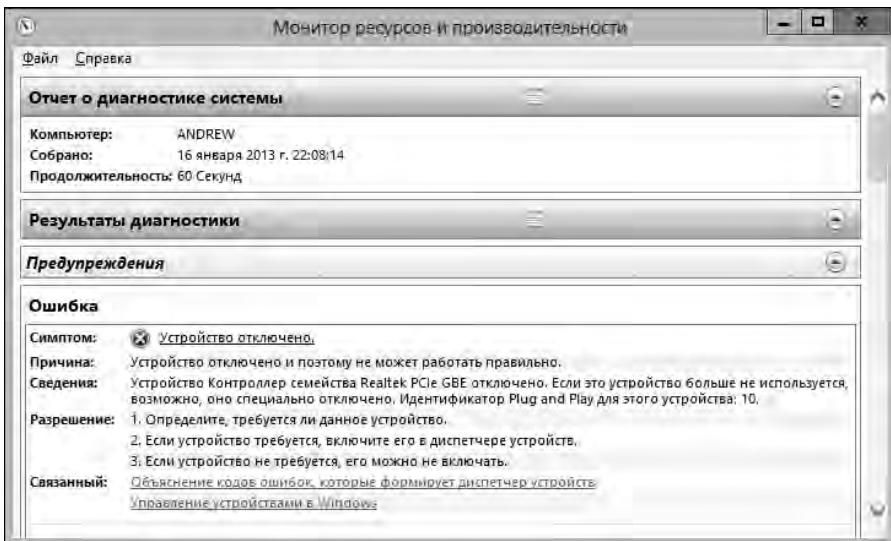 Монитор ресурсов и производительности
Файл Справка
Отчет о диагностике системы
Компьютер: ANDREW
Собрано: 16 января 2013 г. 22:08:14
Продолжительность: 60 Секунд
Результаты диагностики
Предупреждения
Ошибка
Симптом: Устройство отключено.
Причина: Устройство отключено и поэтому не может работать правильно.
Сведения: Устройство Контроллер семейства Realtek PCIe GBE отключено. Если это устройство больше не используется,
возможно, оно специально отключено. Идентификатор Plug and Play для этого устройства: 10.
Разрешение: 1. Определите, требуется ли данное устройство.
2. Если устройство требуется, включите его в диспетчере устройств.
3. Если устройство не требуется, его можно не включать.
Связанный: Объяснение кодов ошибок, которые формирует диспетчер устройств
Управление устройствами в Windows